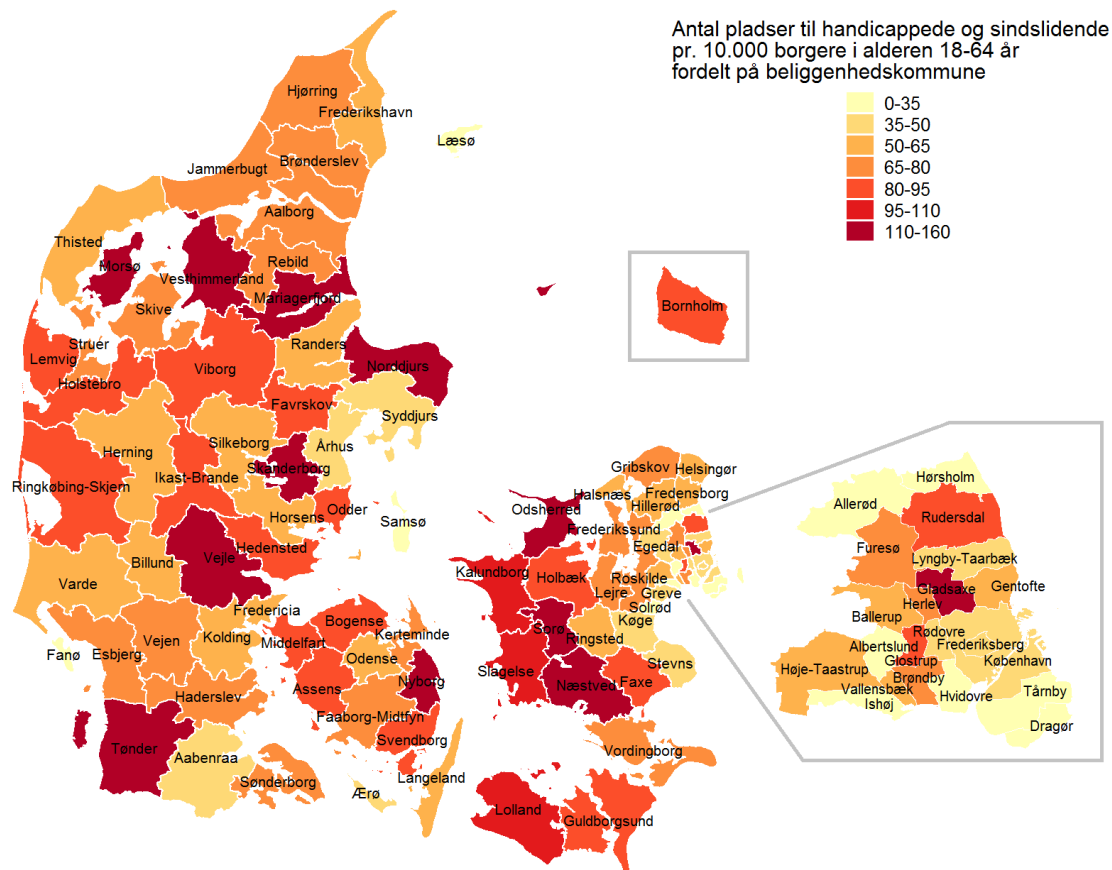 Antal pladser til handicappede og sindslidende
pr. 10.000 borgere i alderen 18-64 år
fordelt på beliggenhedskommune
0-35
35-50
50-65
65-80
80-95
95-110
110-160
Hjørring
Frederikshavn
Læsø
Brønderslev
Jammerbugt
Aalborg
Thisted
Rebild
Morsø
Vesthimmerland
Mariagerfjord
Skive
Bornholm
Struer
Randers
Lemvig
Norddjurs
Viborg
Holstebro
Favrskov
Syddjurs
Silkeborg
Århus
Herning
Skanderborg
Ikast-Brande
Ringkøbing-Skjern
Odder
Horsens
Samsø
Hedensted
Vejle
Billund
Varde
Fredericia
Kolding
Vejen
Esbjerg
Fanø
Haderslev
Tønder
Aabenraa
Sønderborg
Bogense
Middelfart
Kerteminde
Odense
Assens
Nyborg
Faaborg-Midtfyn
Svendborg
Langeland
Ærø
Gribskov
Helsingør
Halsnæs
Fredensborg
Hillerød
Odsherred
Frederikssund
Egedal
Kalundborg
Holbæk
Roskilde
Lejre
Greve
Solrød
Køge
Sorø
Ringsted
Slagelse
Stevns
Næstved
Faxe
Vordingborg
Lolland
Guldborgsund
Hørsholm
Allerød
Rudersdal
Furesø
Lyngby-Taarbæk
Gladsaxe
Gentofte
Herlev
Ballerup
Rødovre
Albertslund
Frederiksberg
Glostrup
København
Høje-Taastrup
Brøndby
Vallensbæk
Tårnby
Ishøj
Hvidovre
Dragør